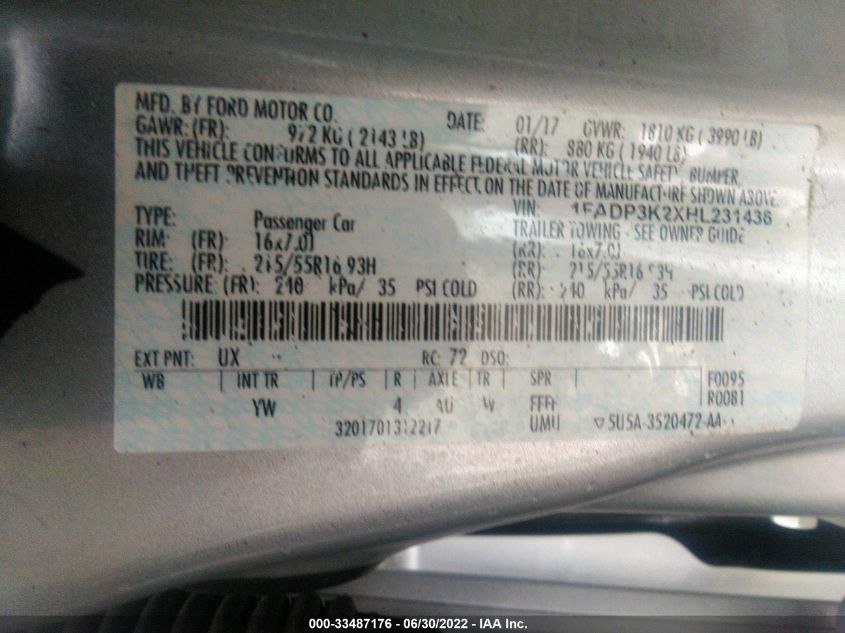 MFD. BY FORD MOTOR CO.
DATE: 01/17 GVWR: 1810 KG ( 3990 LB)
GAWR: (FR): 972 KG ( 2143 LB) (RR): 880 KG ( 1940 LB)
THIS VEHICLE CONFORMS TO ALL APPLICABLE FEDERAL MOTOR VEHICLE SAFETY, BUMPER,
AND THEFT PREVENTION STANDARDS IN EFFECT ON THE DATE OF MANUFACTURE SHOWN ABOVE.
VIN: 1FADP3K2XHL231436
TYPE: Passenger Car TRAILER TOWING - SEE OWNER GUIDE
RIM (FR): 16x7.0J (RR): 16x7.0J
TIRE: (FR): 215/55R16 93H (RR): 215/55R16
PRESSURE: (FR): 240 kPa/ 35 PSI COLD (RR): 240 kPa/ 35 PSI COLD
EXT PNT: UX RC: 72 DSO:
WB INT TR TP/PS R AXLE TR SPR F0095
YW 4 W R0081
3201701312217 UMU 5U5A-3520472-AA
000-33487176 - 06/30/2022 - IAA Inc.